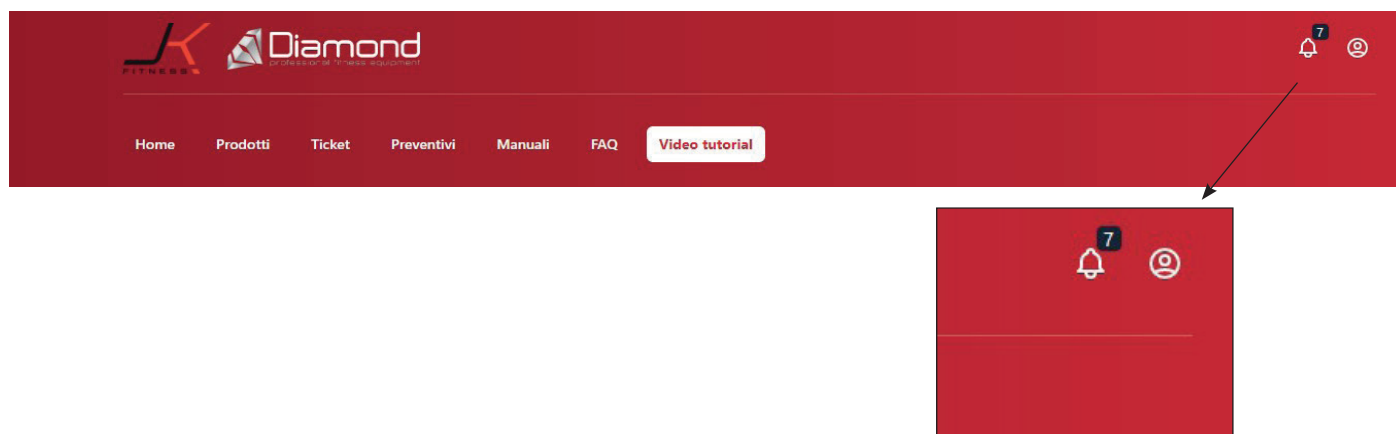 JK
FITNESS
Diamond
professional fitness equipment
7
Home Prodotti Ticket Preventivi Manuali FAQ Video tutorial
7